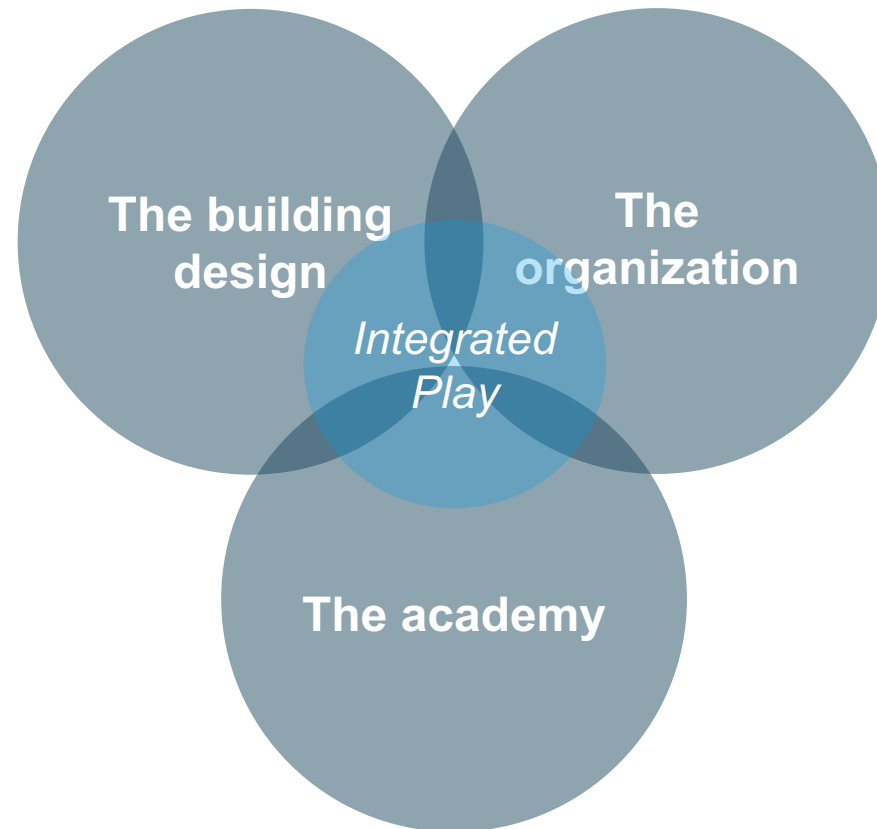 The building
design
The
organization
Integrated
Play
The academy